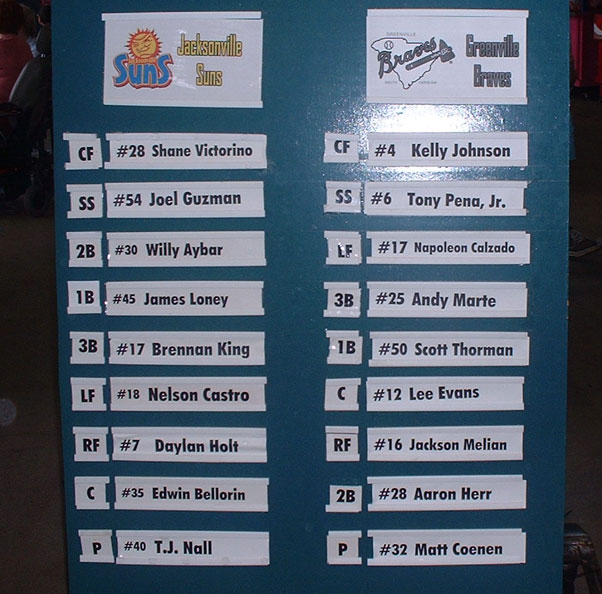 SunS
Jacksonville
Suns
CF #28 Shane Victorino
SS #54 Joel Guzman
2B #30 Willy Aybar
1B #45 James Loney
3B #17 Brennan King
LF #18 Nelson Castro
RF #7 Daylan Holt
C #35 Edwin Bellorin
P #40 T.J. Nall
GREENVILLE
Braves
Greenville
Braves
CF #4 Kelly Johnson
SS #6 Tony Pena, Jr.
LF #17 Napoleon Calzado
3B #25 Andy Marte
1B #50 Scott Thorman
C #12 Lee Evans
RF #16 Jackson Melian
2B #28 Aaron Herr
P #32 Matt Coenen